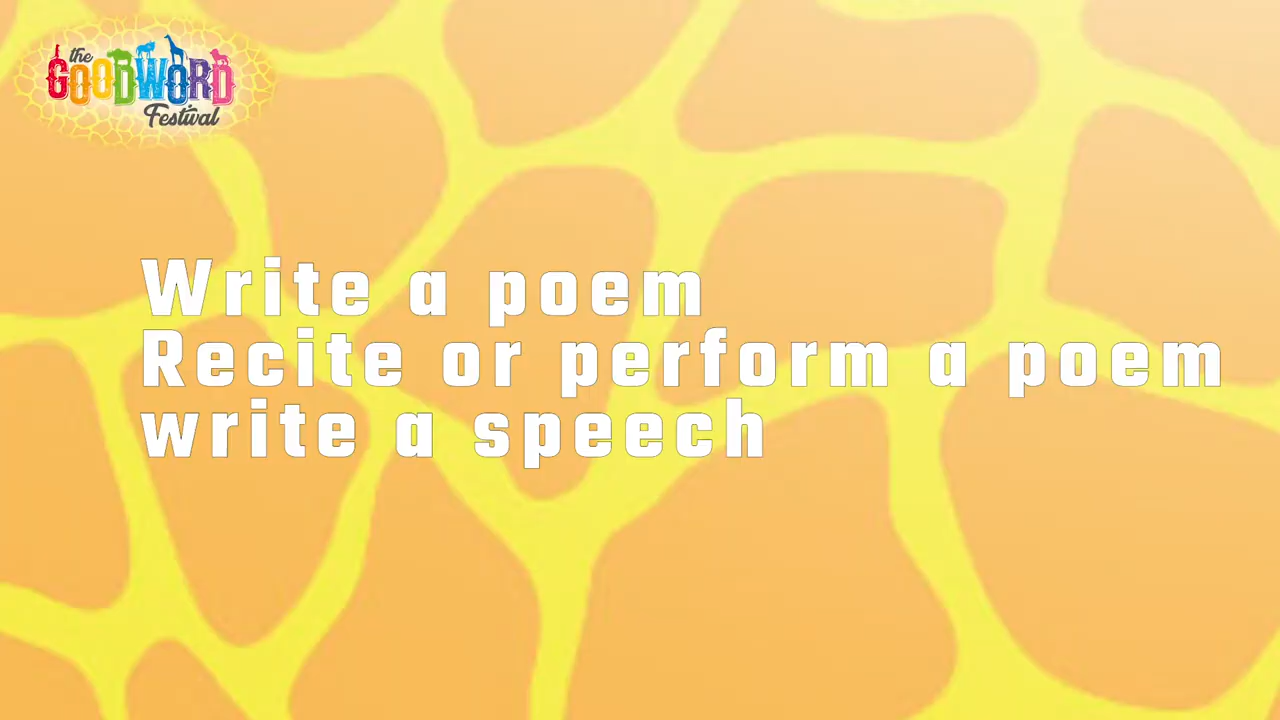 the
GOODWORD
Festival
Write a poem
Recite or perform a poem
write a speech